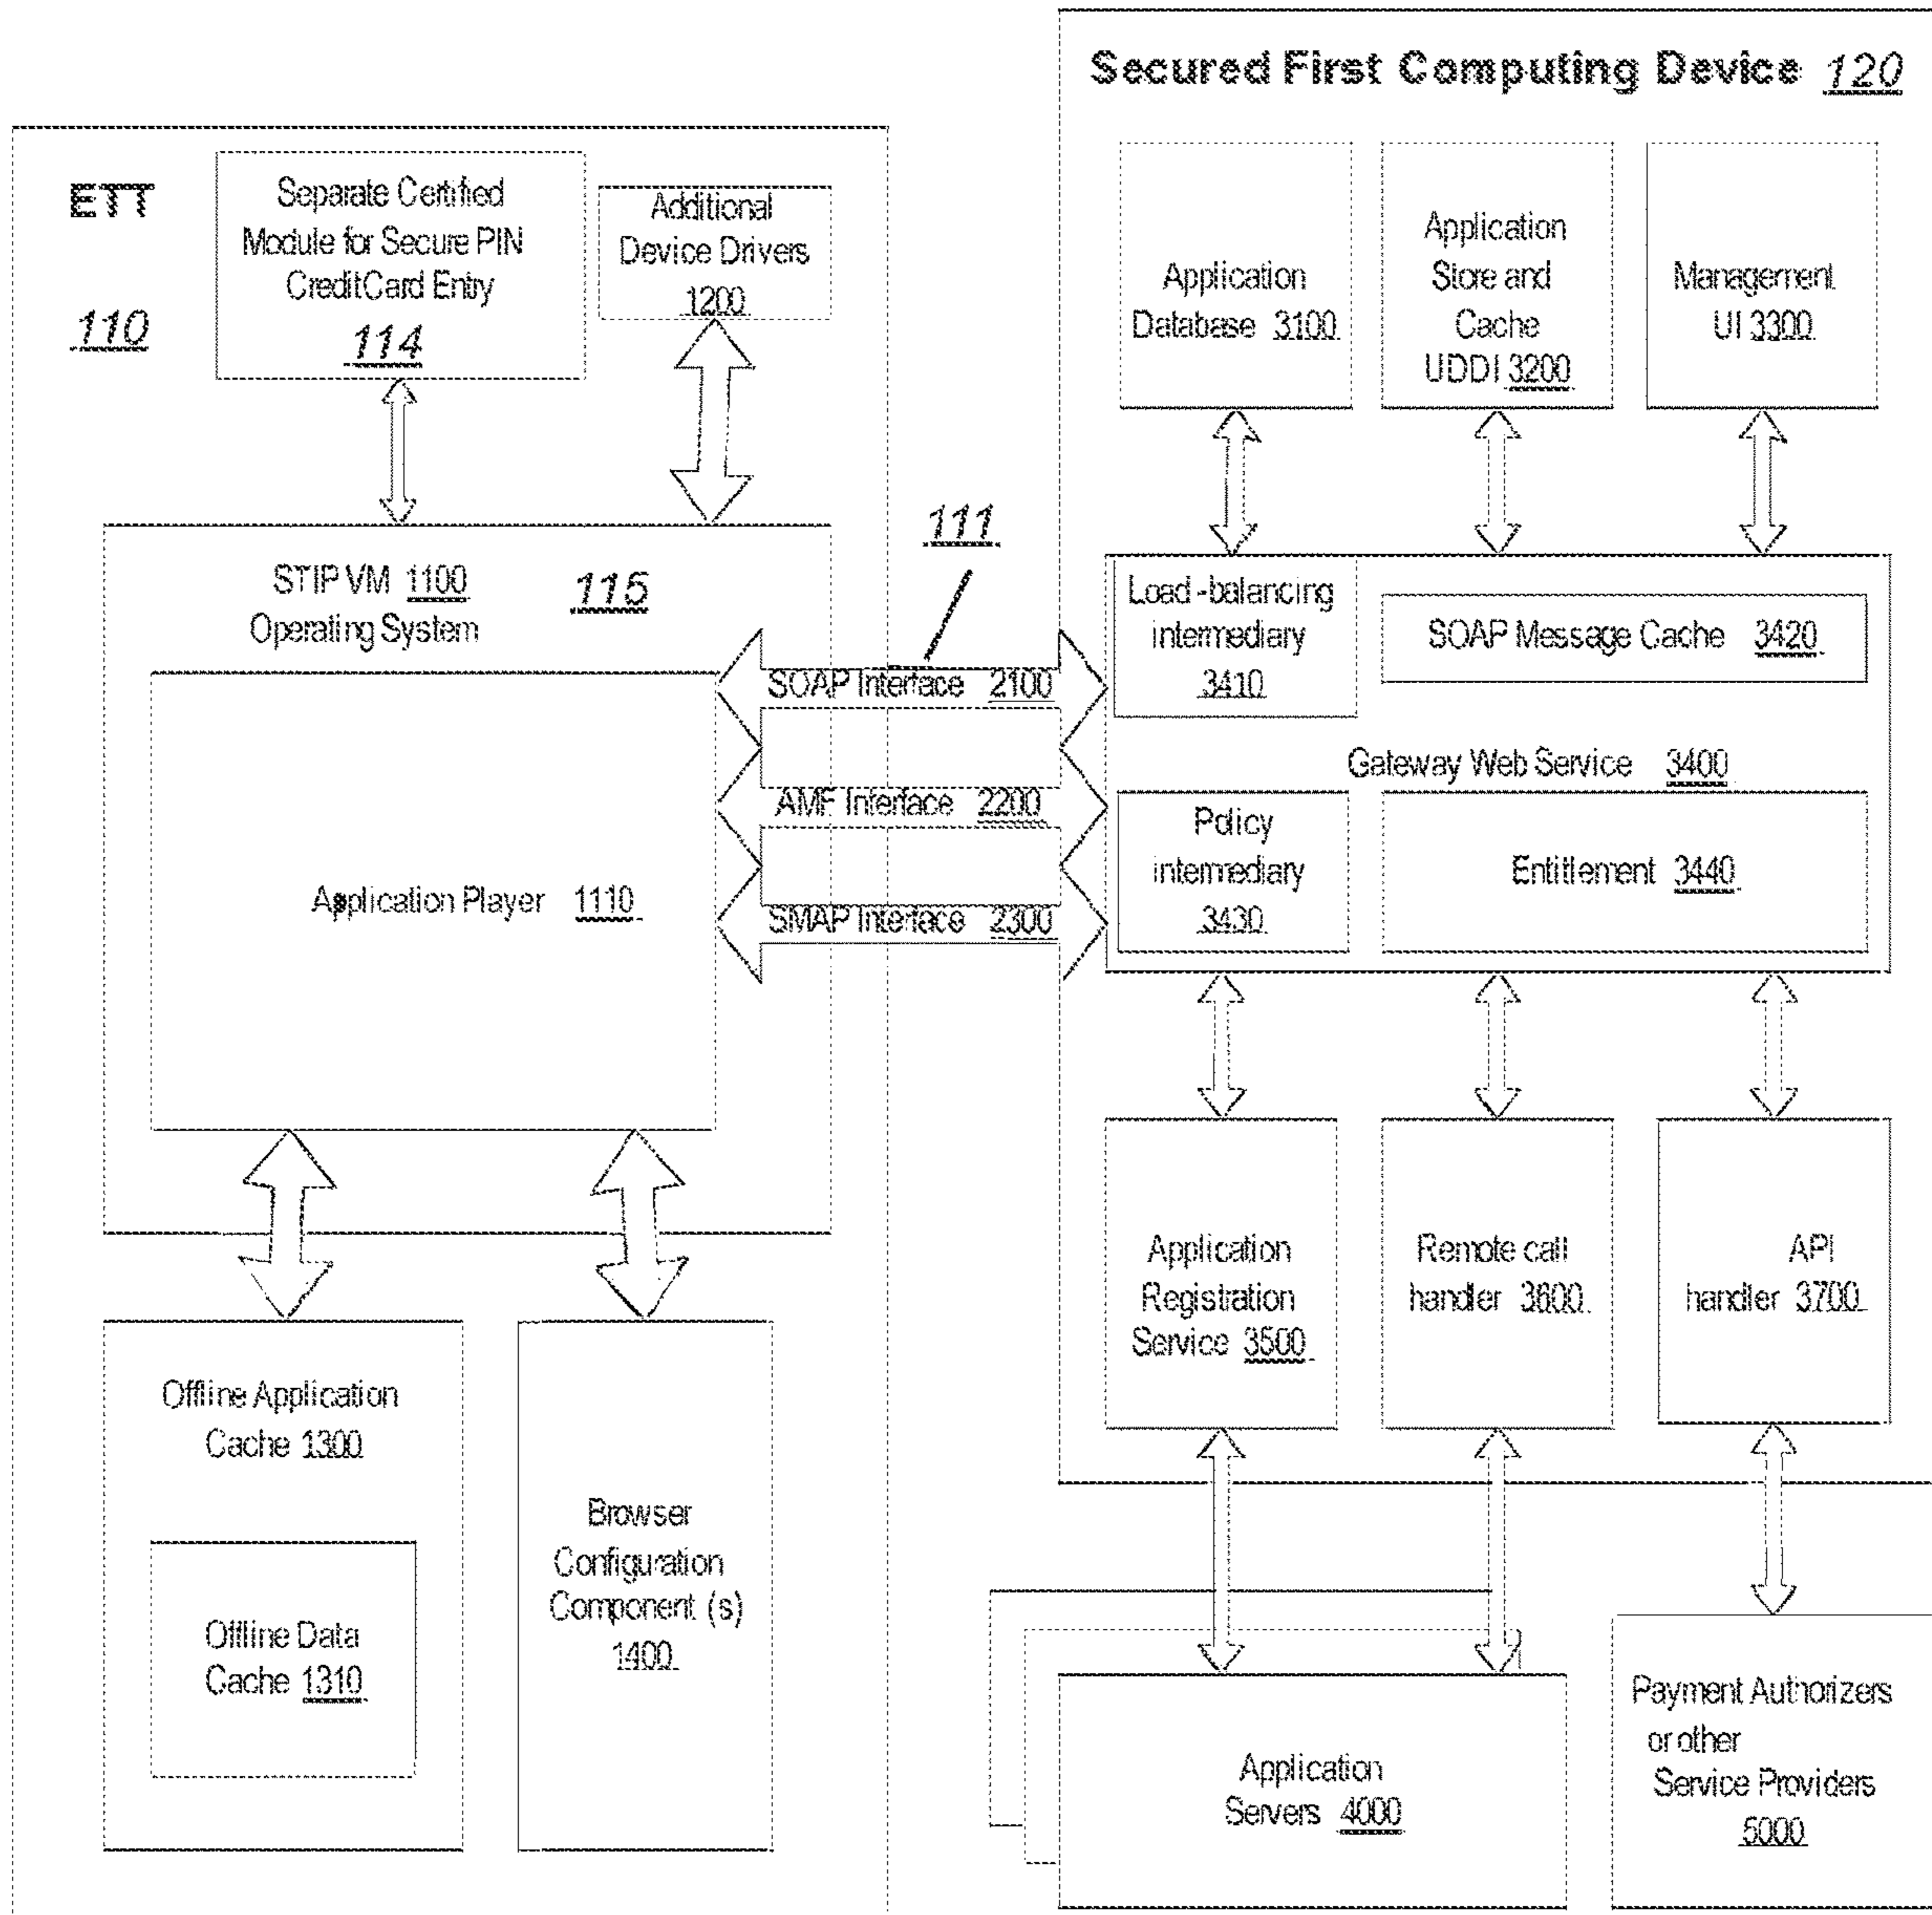 Secured First Computing Device 120
ETT
110
Separate Certified
Module for Secure PIN
CreditCard Entry
114
Additional
Device Drivers
1200
Application
Database 3100
Application
Store and
Cache
UDDI 3200
Management
UI 3300
STIP VM 1100
Operating System
115
111
Load-balancing
intermediary
3410
SOAP Message Cache 3420
SOAP Interface 2100
Gateway Web Service 3400
AMF Interface 2200
Policy
intermediary
3430
Entitlement 3440
Application Player 1110
SMAP Interface 2300
Application
Registration
Service 3500
Remote call
handler 3600
API
handler 3700
Offline Application
Cache 1300
Offline Data
Cache 1310
Browser
Configuration
Component (s)
1400
Application
Servers 4000
Payment Authorizers
or other
Service Providers
5000